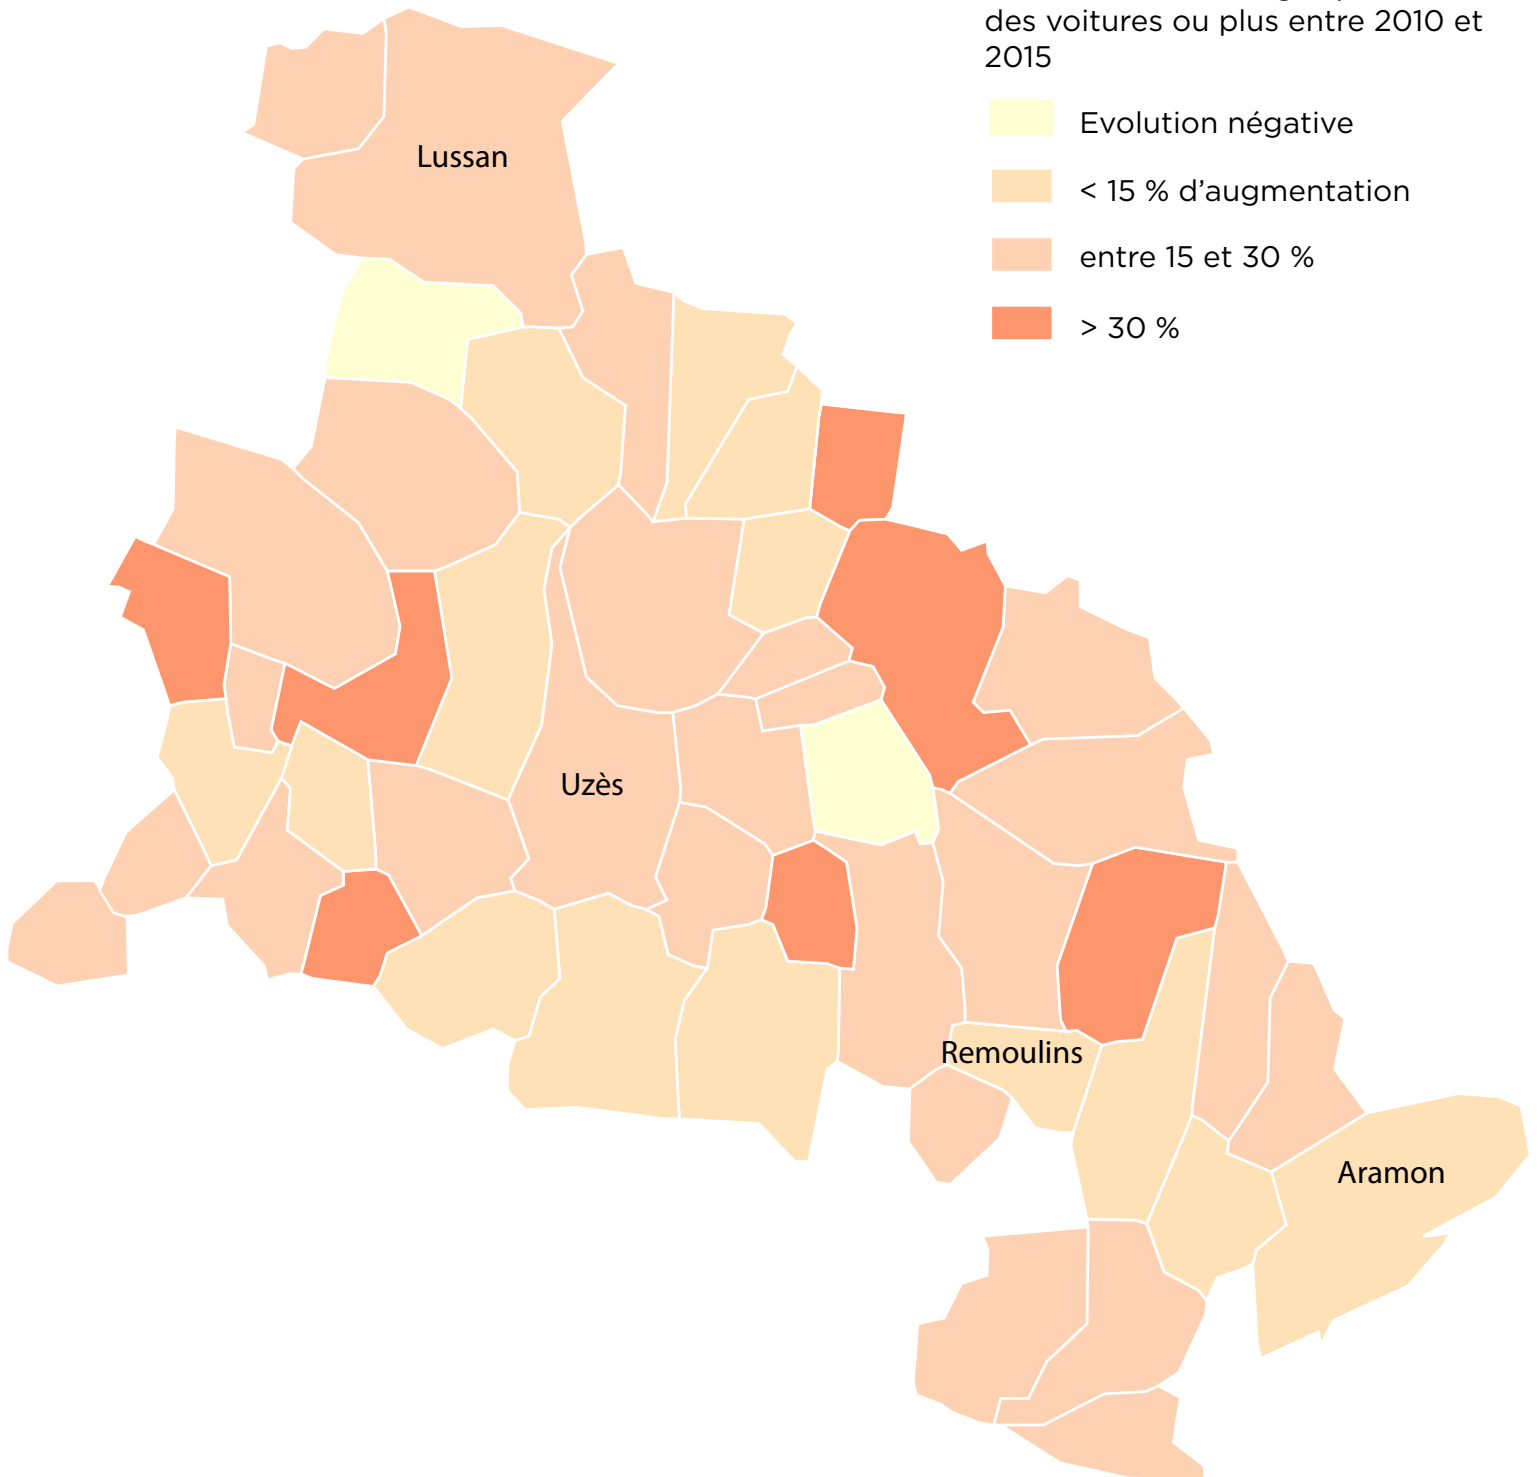 des voitures ou plus entre 2010 et
2015
Evolution négative
< 15 % d’augmentation
entre 15 et 30 %
> 30 %
Lussan
Uzès
Remoulins
Aramon